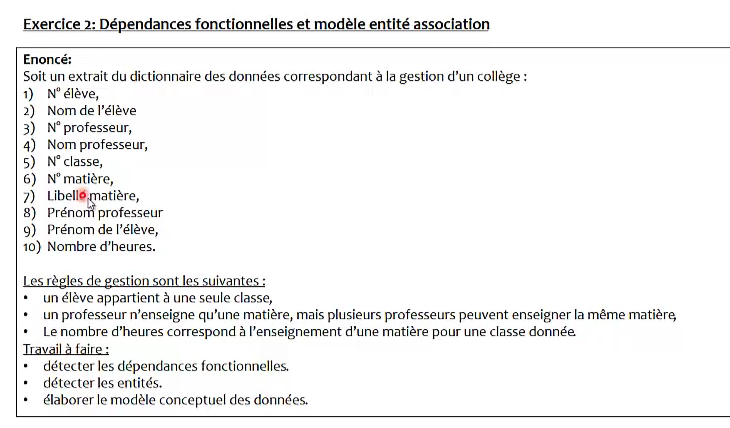 Exercice 2: Dépendances fonctionnelles et modèle entité association
Enoncé:
Soit un extrait du dictionnaire des données correspondant à la gestion d'un collège :
1) N° élève,
2) Nom de l'élève
3) N° professeur,
4) Nom professeur,
5) N° classe,
6) N° matière,
7) Libellé matière,
8) Prénom professeur
9) Prénom de l'élève,
10) Nombre d'heures.
Les règles de gestion sont les suivantes :
• un élève appartient à une seule classe,
• un professeur n'enseigne qu'une matière, mais plusieurs professeurs peuvent enseigner la même matière,
• Le nombre d'heures correspond à l'enseignement d'une matière pour une classe donnée.
Travail à faire :
• détecter les dépendances fonctionnelles.
• détecter les entités.
• élaborer le modèle conceptuel des données.